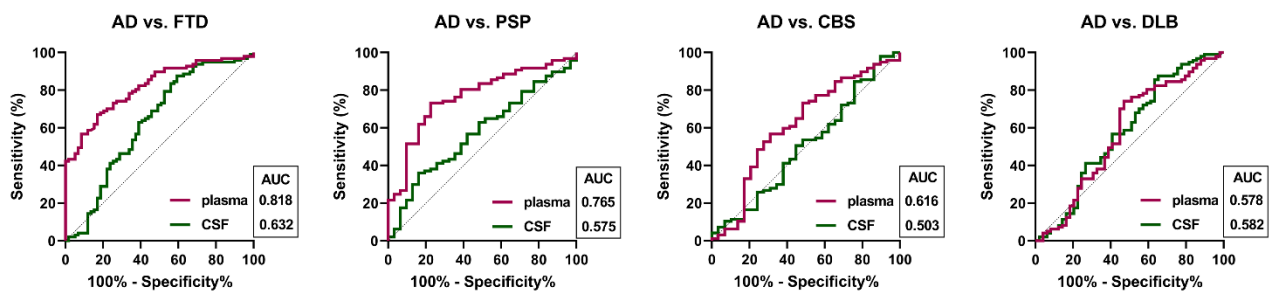 AD vs. FTD
Sensitivity (%)
100
80
60
40
20
0
0 20 40 60 80 100
100% - Specificity%
AUC
plasma 0.818
CSF 0.632
AD vs. PSP
Sensitivity (%)
100
80
60
40
20
0
0 20 40 60 80 100
100% - Specificity%
AUC
plasma 0.765
CSF 0.575
AD vs. CBS
Sensitivity (%)
100
80
60
40
20
0
0 20 40 60 80 100
100% - Specificity%
AUC
plasma 0.616
CSF 0.503
AD vs. DLB
Sensitivity (%)
100
80
60
40
20
0
0 20 40 60 80 100
100% - Specificity%
AUC
plasma 0.578
CSF 0.582